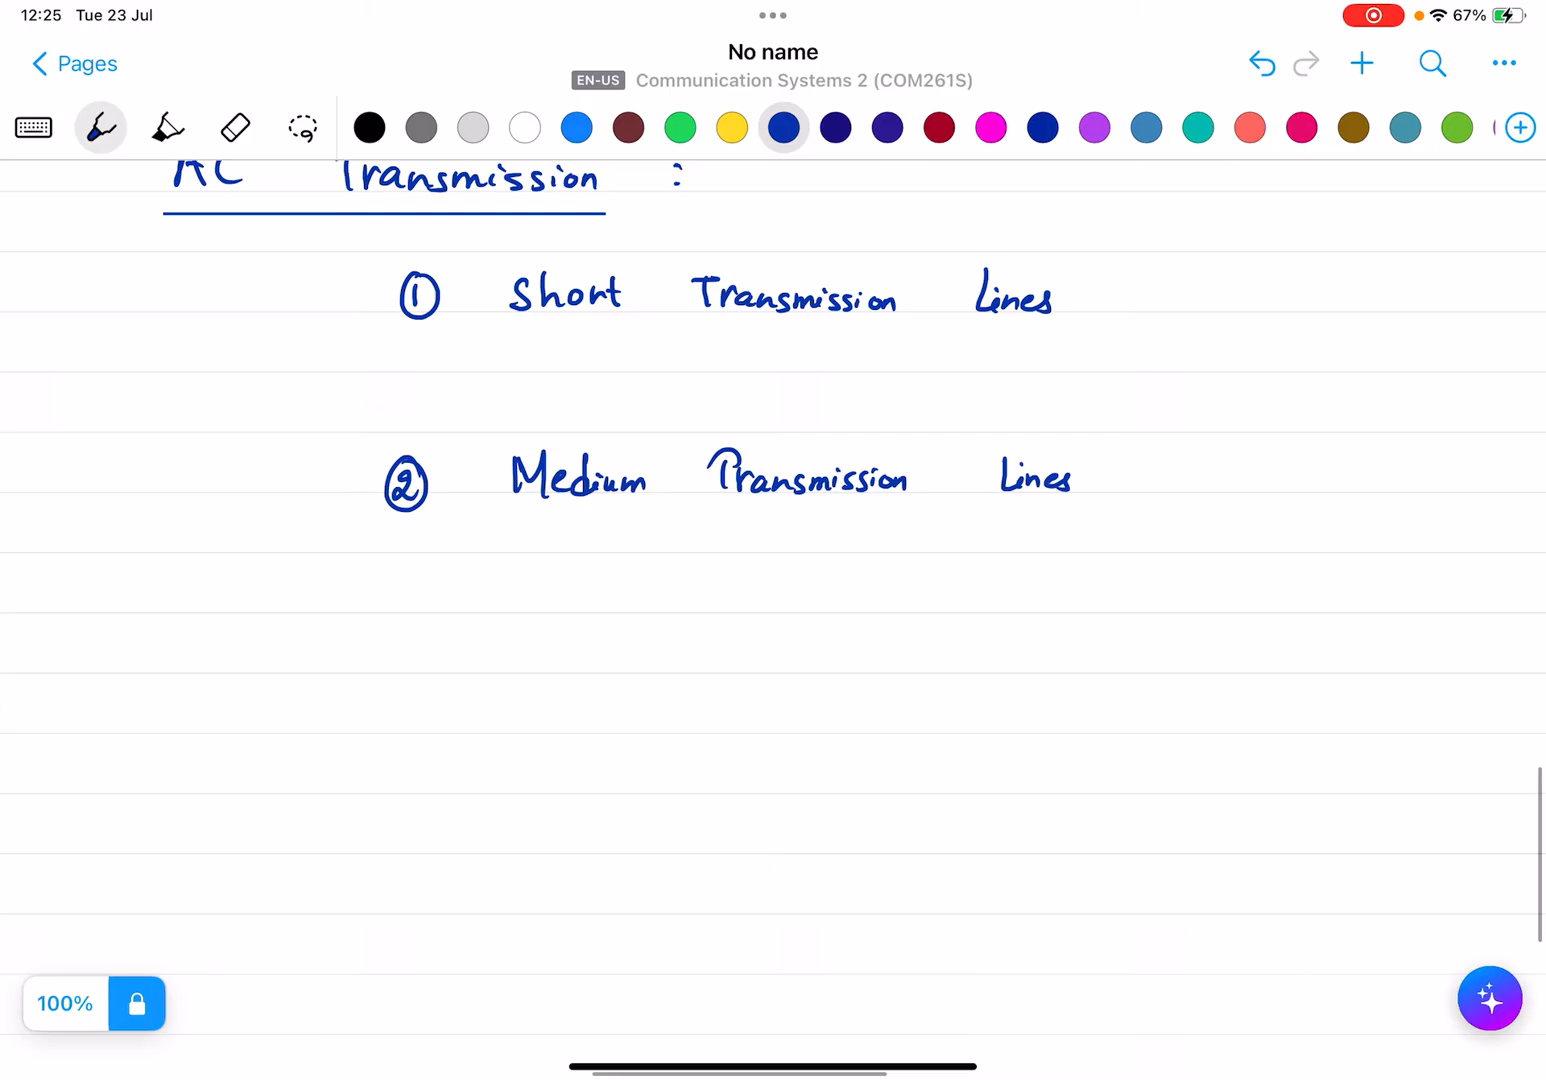 12:25 Tue 23 Jul
67%
No name
Pages
EN-US Communication Systems 2 (COM261S)
AC Transmission :
① Short Transmission Lines
② Medium Transmission Lines
100%